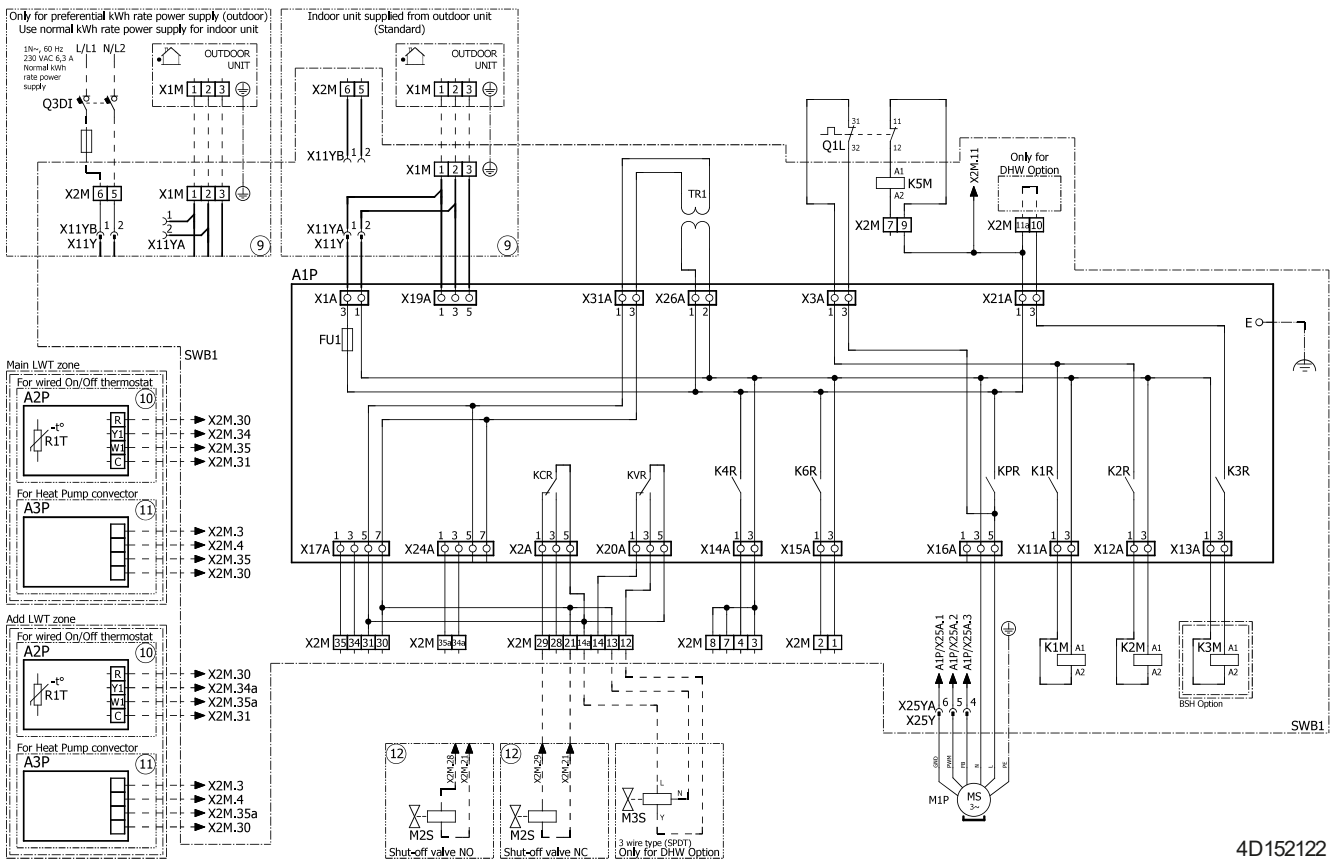 Only for preferential kWh rate power supply (outdoor)
Use normal kWh rate power supply for indoor unit
1N~, 60 Hz
230 VAC 6,3 A
Normal kWh
rate power
supply
L/L1 N/L2
Q3DI
OUTDOOR
UNIT
X1M 1 2 3
X2M 6 5
X1M 1 2 3
X11YB 1 2
X11Y
1
2
X11YA
9
Indoor unit supplied from outdoor unit
(Standard)
OUTDOOR
UNIT
X2M 6 5
X1M 1 2 3
X11YB 1 2
X1M 1 2 3
X11YA 1 2
X11Y
9
TR1
31
32
11
12
Q1L
A1
A2
K5M
X2M 7 9
X2M.11
Only for
DHW Option
X2M 11a 10
A1P
X1A
3 1
X19A
1 3 5
X31A
1 3
X26A
1 2
X3A
1 3
X21A
1 3
FU1
E
SWB1
KCR
KVR
K4R
K6R
KPR
K1R
K2R
K3R
1 3 5 7
X17A
1 3 5 7
X24A
1 3 5
X2A
1 3 5
X20A
1 3
X14A
1 3
X15A
1 3 5
X16A
1 3
X11A
1 3
X12A
1 3
X13A
X2M 35 34 31 30
X2M 35a 34a
X2M 29 28 21 14a 14 13 12
X2M 8 7 4 3
X2M 2 1
Main LWT zone
For wired On/Off thermostat
A2P
10
-t°
R1T
R
Y1
W1
C
X2M.30
X2M.34
X2M.35
X2M.31
For Heat Pump convector
A3P
11
X2M.3
X2M.4
X2M.35
X2M.30
Add LWT zone
For wired On/Off thermostat
A2P
10
-t°
R1T
R
Y1
W1
C
X2M.30
X2M.34a
X2M.35a
X2M.31
For Heat Pump convector
A3P
11
X2M.3
X2M.4
X2M.35a
X2M.30
12
X2M.28
X2M.21
M2S
Shut-off valve NO
12
X2M.29
X2M.21
M2S
Shut-off valve NC
L
N
Y
M3S
3 wire type (SPDT)
Only for DHW Option
A1P/X25A.1
A1P/X25A.2
A1P/X25A.3
X25YA 6 5 4
X25Y
GND
PWM
FB
N
L
PE
M1P
MS
3~
K1M A1
A2
K2M A1
A2
K3M A1
A2
BSH Option
SWB1
4D152122